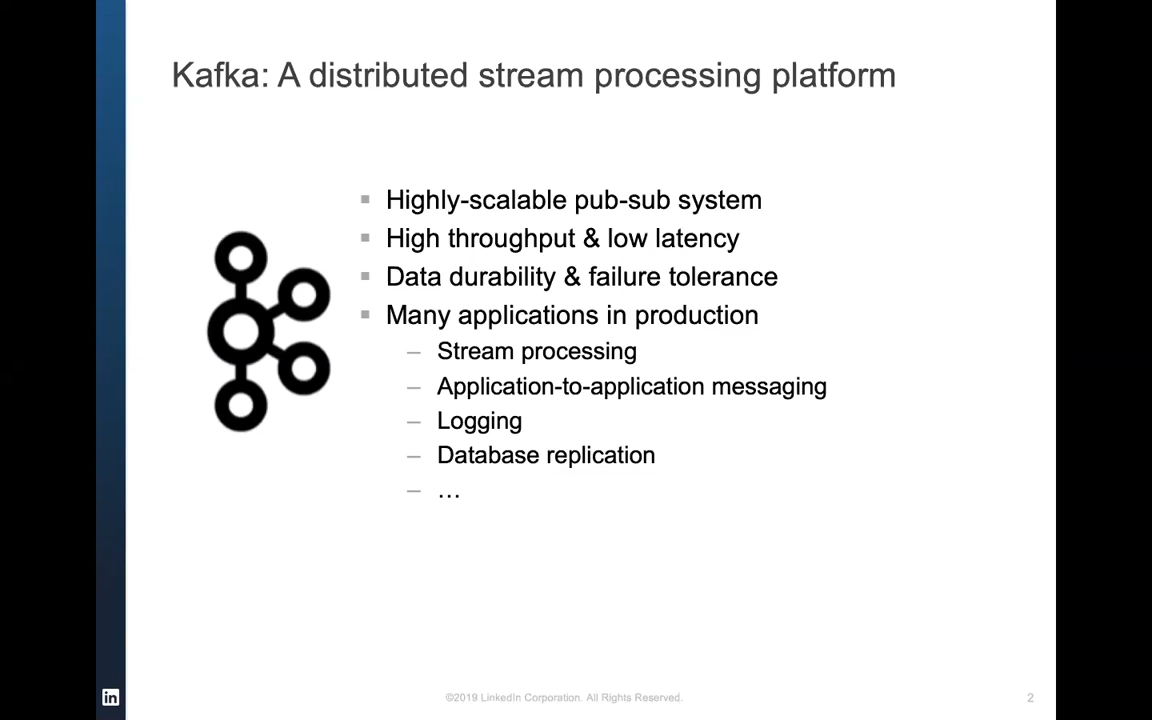 Kafka: A distributed stream processing platform
▪ Highly-scalable pub-sub system
▪ High throughput & low latency
▪ Data durability & failure tolerance
▪ Many applications in production
– Stream processing
– Application-to-application messaging
– Logging
– Database replication
– …
in
©2019 LinkedIn Corporation. All Rights Reserved.
2